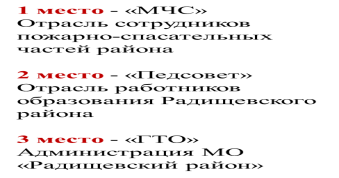 1 место - «МЧС»
Отрасль сотрудников
пожарно-спасательных
частей района
2 место - «Педсовет»
Отрасль работников
образования Радищевского
района
3 место - «ГТО»
Администрация МО
«Радищевский район»